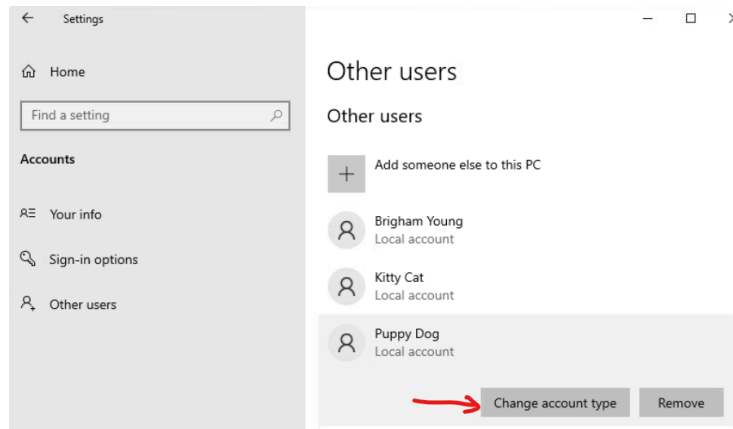 Settings
Home
Find a setting
Accounts
Your info
Sign-in options
Other users
Other users
Other users
Add someone else to this PC
Brigham Young
Local account
Kitty Cat
Local account
Puppy Dog
Local account
Change account type
Remove